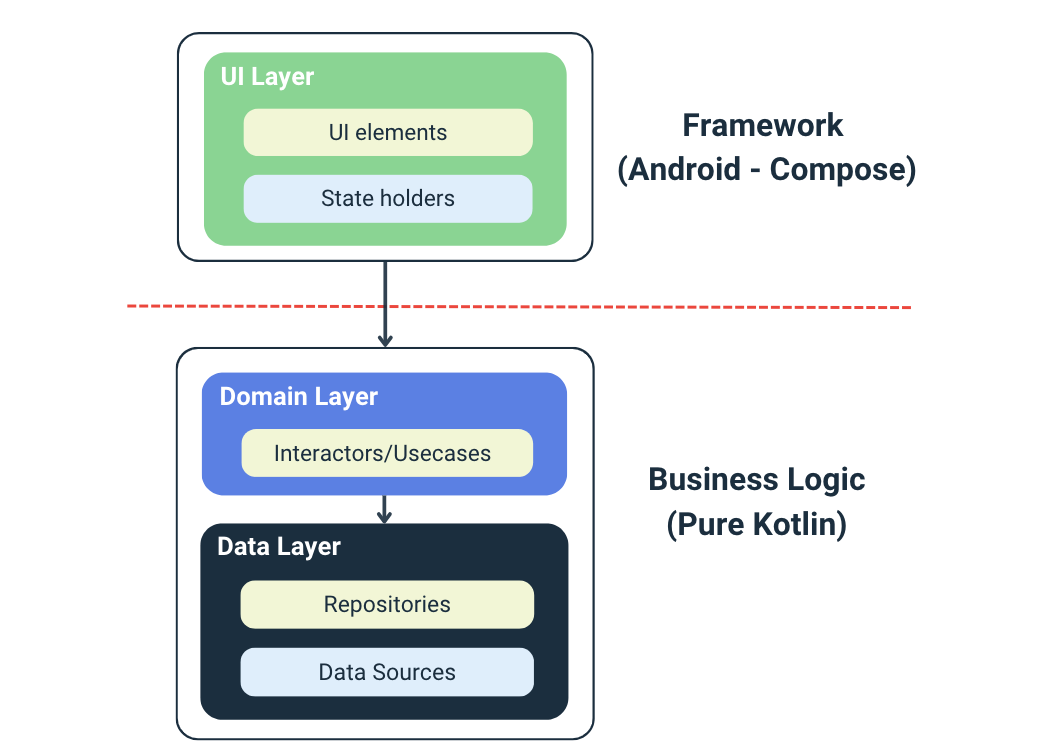 UI Layer
UI elements
State holders
Framework
(Android - Compose)
Domain Layer
Interactors/Usecases
Data Layer
Repositories
Data Sources
Business Logic
(Pure Kotlin)